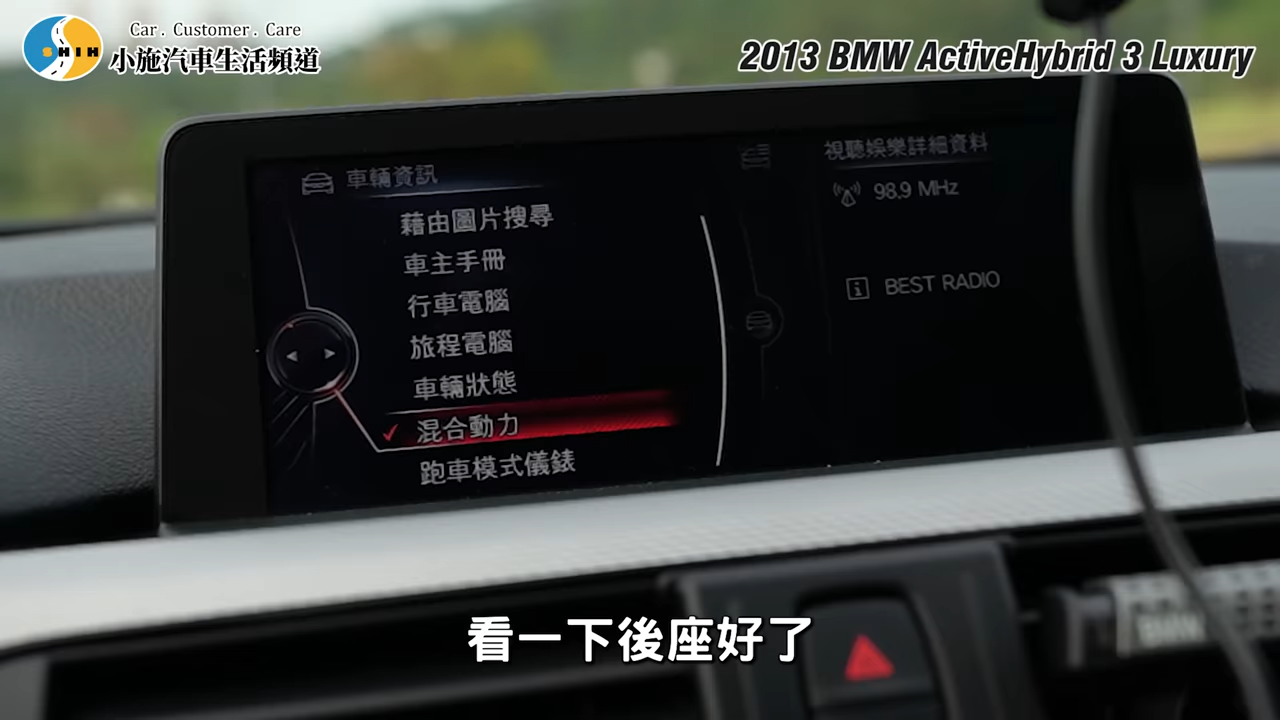 SHIH
Car . Customer . Care
小施汽車生活頻道
2013 BMW ActiveHybrid 3 Luxury
車輛資訊
藉由圖片搜尋
車主手冊
行車電腦
旅程電腦
車輛狀態
混合動力
跑車模式儀錶
視聽娛樂詳細資料
98.9 MHz
BEST RADIO
BMW
看一下後座好了